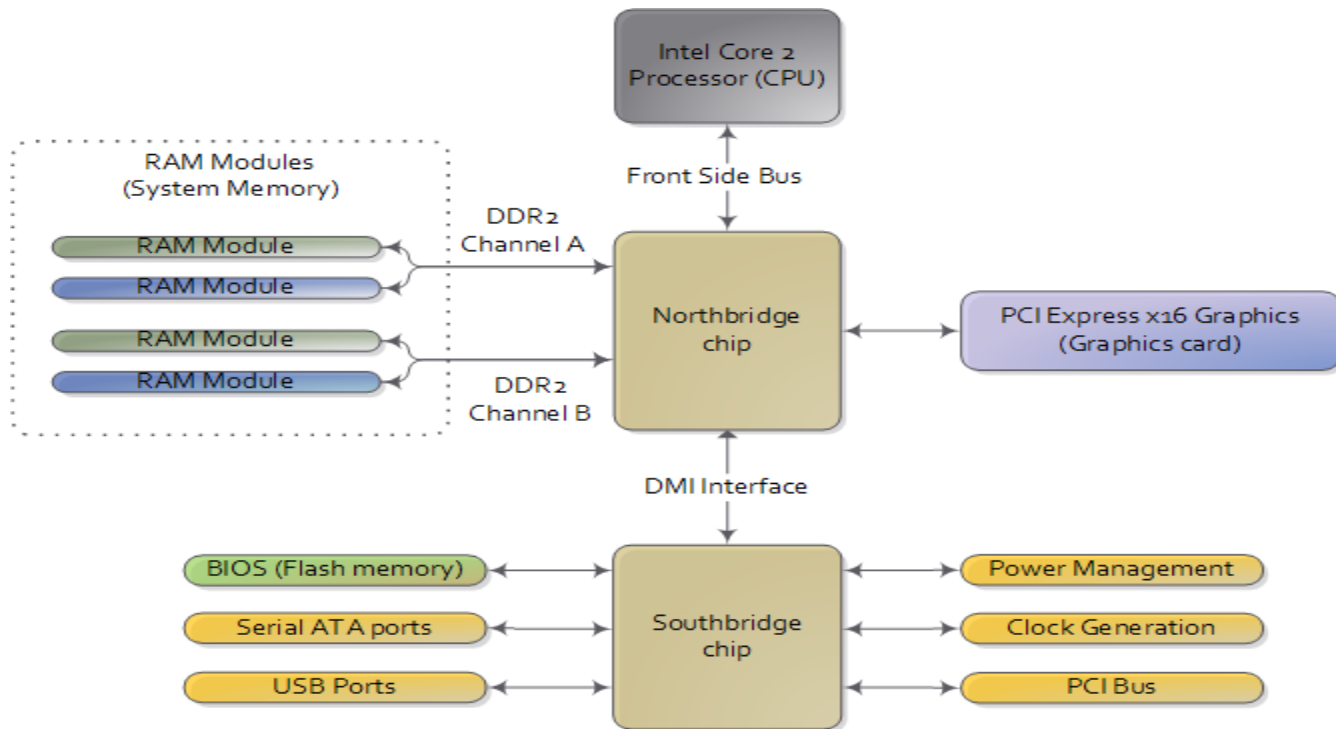 Intel Core 2
Processor (CPU)
Front Side Bus
RAM Modules
(System Memory)
RAM Module
RAM Module
RAM Module
RAM Module
DDR2
Channel A
DDR2
Channel B
Northbridge
chip
PCI Express x16 Graphics
(Graphics card)
DMI Interface
BIOS (Flash memory)
Serial ATA ports
USB Ports
Southbridge
chip
Power Management
Clock Generation
PCI Bus